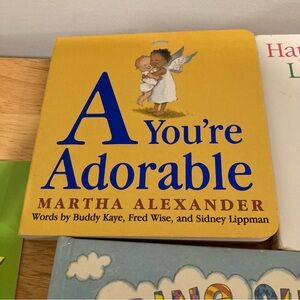 A You're
Adorable
MARTHA ALEXANDER
Words by Buddy Kaye, Fred Wise, and Sidney Lippman